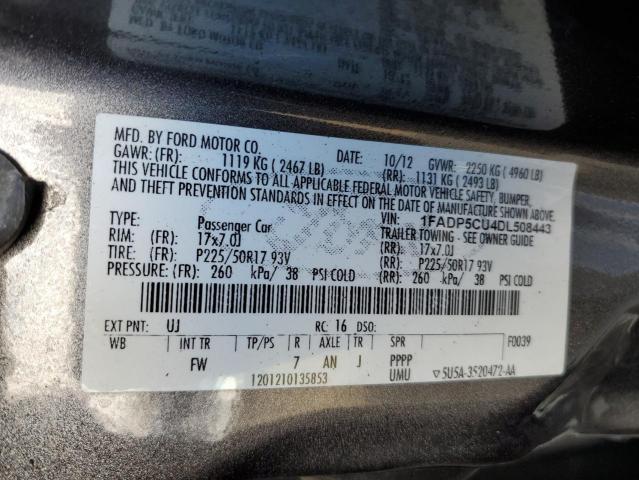 MFD. BY FORD MOTOR CO.
DATE: 10/12 GVWR: 2250 KG ( 4960 LB)
GAWR: (FR): 1119 KG ( 2467 LB) (RR): 1131 KG ( 2493 LB)
THIS VEHICLE CONFORMS TO ALL APPLICABLE FEDERAL MOTOR VEHICLE SAFETY, BUMPER,
AND THEFT PREVENTION STANDARDS IN EFFECT ON THE DATE OF MANUFACTURE SHOWN ABOVE.
VIN: 1FADP5CU4DL508443
TYPE: Passenger Car TRAILER TOWING - SEE OWNER GUIDE
RIM: (FR): 17x7.0J (RR): 17x7.0J
TIRE: (FR): P225/50R17 93V (RR): P225/50R17 93V
PRESSURE: (FR): 260 kPa/ 38 PSI COLD (RR): 260 kPa/ 38 PSI COLD
EXT PNT: UJ RC: 16 DSO: F0039
WB INT TR TP/PS R AXLE TR SPR
FW 7 AN J PPPP
UMU
1201210135853
5U5A-3520472-AA